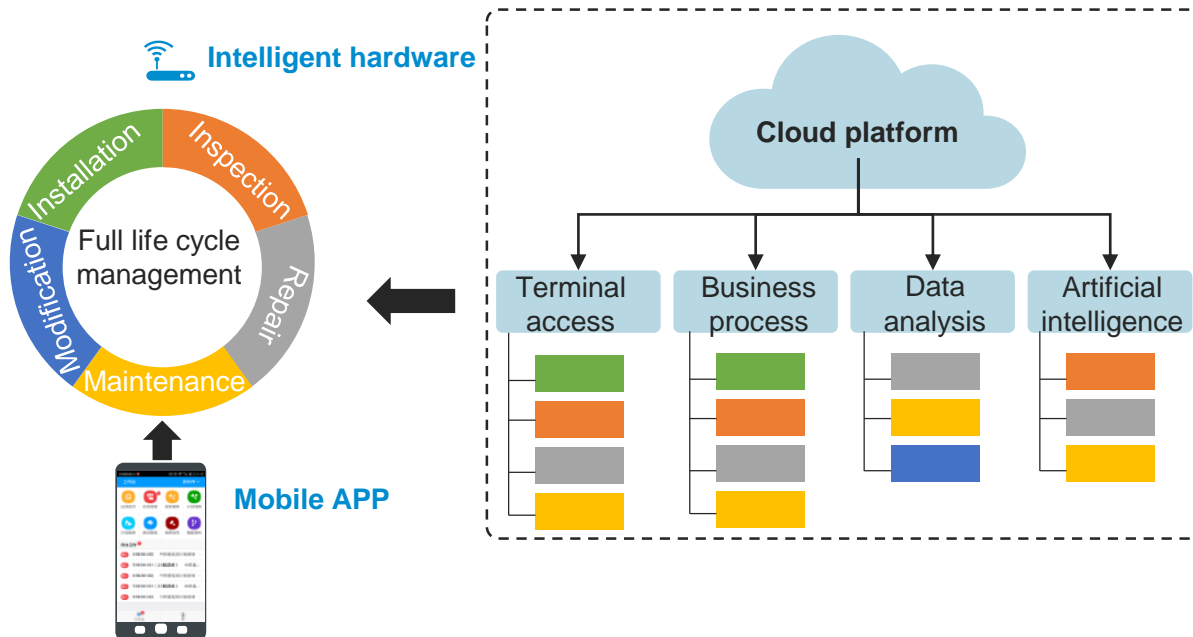 Intelligent hardware
Cloud platform
Installation
Inspection
Full life cycle
management
Modification
Repair
Maintenance
Terminal
access
Business
process
Data
analysis
Artificial
intelligence
Mobile APP